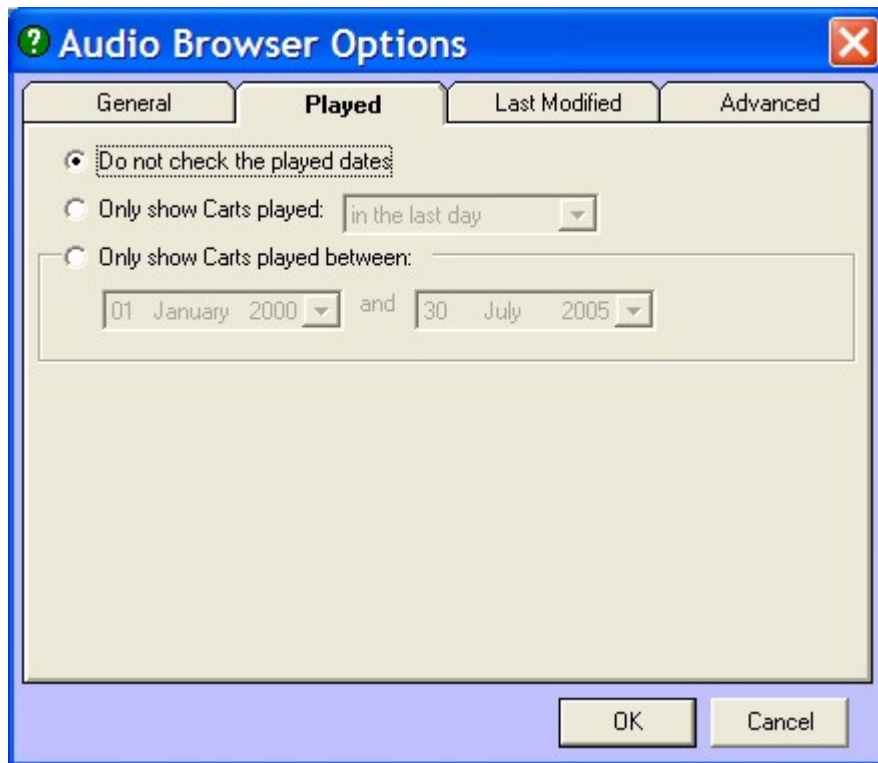 ? Audio Browser Options
General Played Last Modified Advanced
Do not check the played dates
Only show Carts played: in the last day
Only show Carts played between:
01 January 2000 and 30 July 2005
OK Cancel